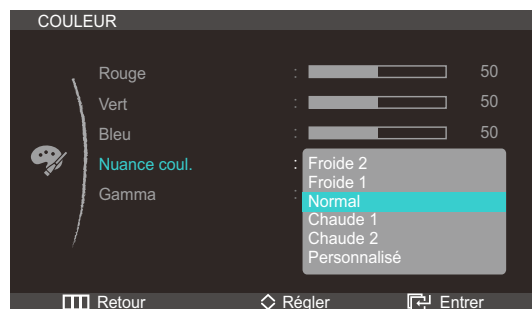 COULEUR
Rouge : 50
Vert : 50
Bleu : 50
Nuance coul. : Froide 2
Froide 1
Gamma : Normal
Chaude 1
Chaude 2
Personnalisé
Retour Régler Entrer